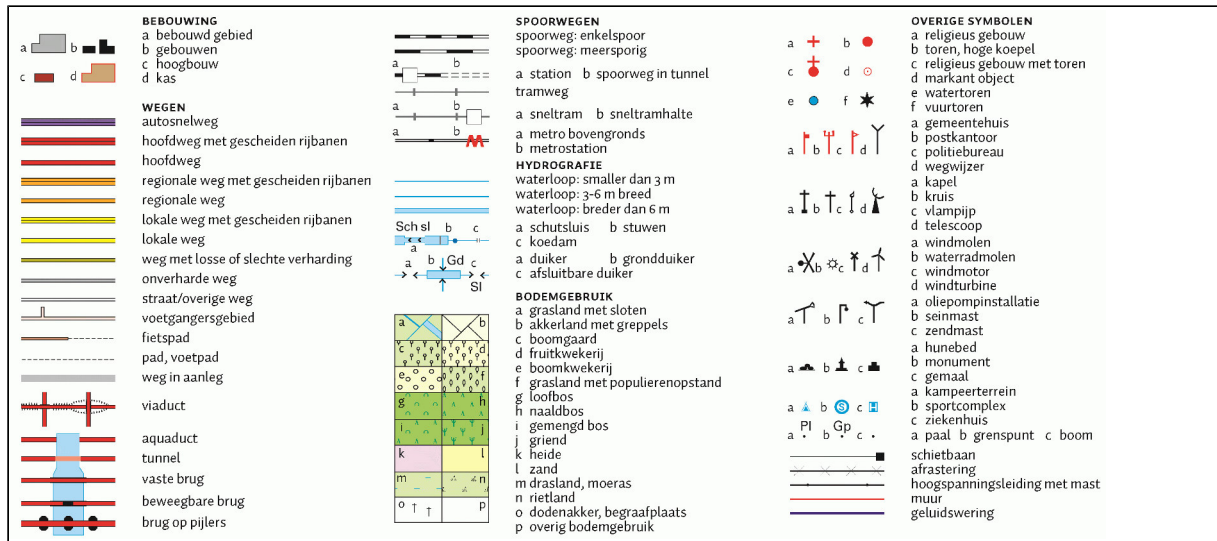 BEBOUWING
a bebouwd gebied
a b
b gebouwen
c hoogbouw
c d
d kas
WEGEN
autosnelweg
hoofdweg met gescheiden rijbanen
hoofdweg
regionale weg met gescheiden rijbanen
regionale weg
lokale weg met gescheiden rijbanen
lokale weg
weg met losse of slechte verharding
onverharde weg
straat/overige weg
voetgangersgebied
fietspad
pad, voetpad
weg in aanleg
viaduct
aquaduct
tunnel
vaste brug
beweegbare brug
brug op pijlers
SPOORWEGEN
spoorweg: enkelspoor
spoorweg: meersporig
a b
a station b spoorweg in tunnel
tramweg
a b
a sneltram b sneltramhalte
a b
a metro bovengronds
b metrostation
HYDROGRAFIE
waterloop: smaller dan 3 m
waterloop: 3-6 m breed
waterloop: breder dan 6 m
Sch sl b c
a
a schutsluis b stuwen
c koedam
a b Gd c
Sl
a duiker b grondduiker
c afsluitbare duiker
BODEMGEBRUIK
a b
a grasland met sloten
b akkerland met greppels
c d
c boomgaard
d fruitkwekerij
e f
e boomkwekerij
f grasland met populierenopstand
g h
g loofbos
h naaldbos
i j
i gemengd bos
j griend
k l
k heide
l zand
m n
m drasland, moeras
n rietland
o p
o dodenakker, begraafplaats
p overig bodemgebruik
OVERIGE SYMBOLEN
a b
a religieus gebouw
b toren, hoge koepel
c d
c religieus gebouw met toren
d markant object
e f
e watertoren
f vuurtoren
a b c d
a gemeentehuis
b postkantoor
c politiebureau
d wegwijzer
a b c d
a kapel
b kruis
c vlampijp
d telescoop
a b c d
a windmolen
b waterradmolen
c windmotor
d windturbine
a b c
a oliepompinstallatie
b seinmast
c zendmast
a b c
a hunebed
b monument
c gemaal
a b S c H
a kampeerterrein
b sportcomplex
c ziekenhuis
Pl Gp
a b c
a paal b grenspunt c boom
schietbaan
afrastering
hoogspanningsleiding met mast
muur
geluidswering